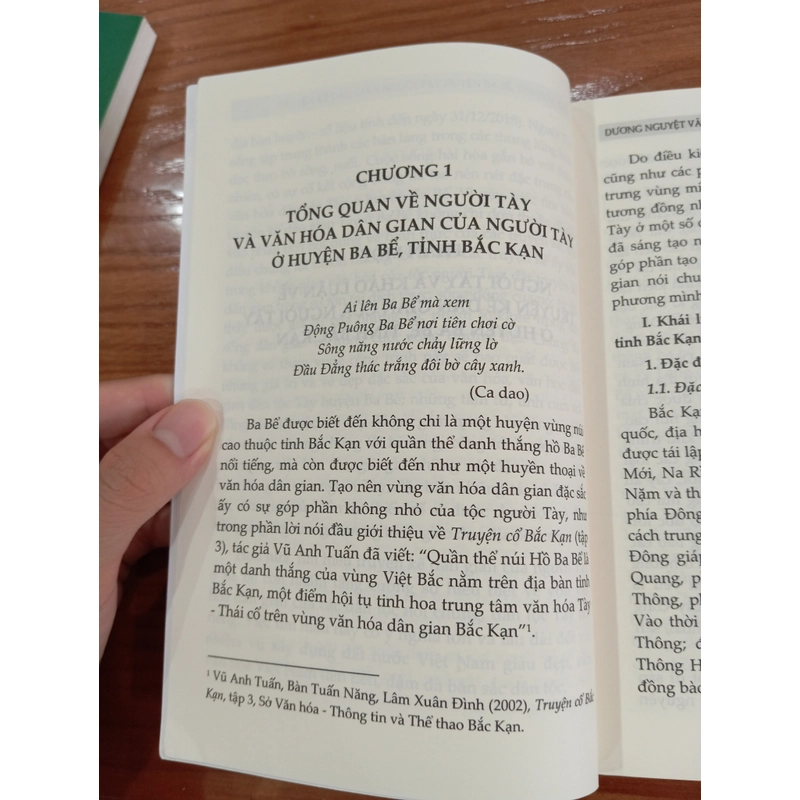 CHƯƠNG 1
TỔNG QUAN VỀ NGƯỜI TÀY
VÀ VĂN HÓA DÂN GIAN CỦA NGƯỜI TÀY
Ở HUYỆN BA BỂ, TỈNH BẮC KẠN
Ai lên Ba Bể mà xem
Động Puông Ba Bể nơi tiên chơi cờ
Sông năng nước chảy lững lờ
Đầu Đẳng thác trắng đôi bờ cây xanh.
(Ca dao)
Ba Bể được biết đến không chỉ là một huyện vùng núi
cao thuộc tỉnh Bắc Kạn với quần thể danh thắng hồ Ba Bể
nổi tiếng, mà còn được biết đến như một huyền thoại về
văn hóa dân gian. Tạo nên vùng văn hóa dân gian đặc sắc
ấy có sự góp phần không nhỏ của tộc người Tày, như
trong phần lời nói đầu giới thiệu về Truyện cổ Bắc Kạn (tập
3), tác giả Vũ Anh Tuấn đã viết: “Quần thể núi Hồ Ba Bể là
một danh thắng của vùng Việt Bắc nằm trên địa bàn tỉnh
Bắc Kạn, một điểm hội tụ tinh hoa trung tâm văn hóa Tày
- Thái cổ trên vùng văn hóa dân gian Bắc Kạn”¹.
¹ Vũ Anh Tuấn, Bàn Tuấn Năng, Lâm Xuân Đình (2002), Truyện cổ Bắc
Kạn, tập 3, Sở Văn hóa - Thông tin và Thể thao Bắc Kạn.
DƯƠNG NGUYỆT VÂ
Do điều ki
cũng như các p
trưng vùng mi
tương đồng nh
Tày ở một số c
đã sáng tạo n
góp phần tạo
gian nói chu
phương mình
I. Khái l
tỉnh Bắc Kạn
1. Đặc đ
1.1. Đặc
Bắc Kạ
quốc, địa h
được tái lập
Mới, Na R
Nặm và th
phía Đông
cách trung
Đông giáp
Quang, p
Thông, p
Vào thời
Thông; đ
Thông H
đồng bào